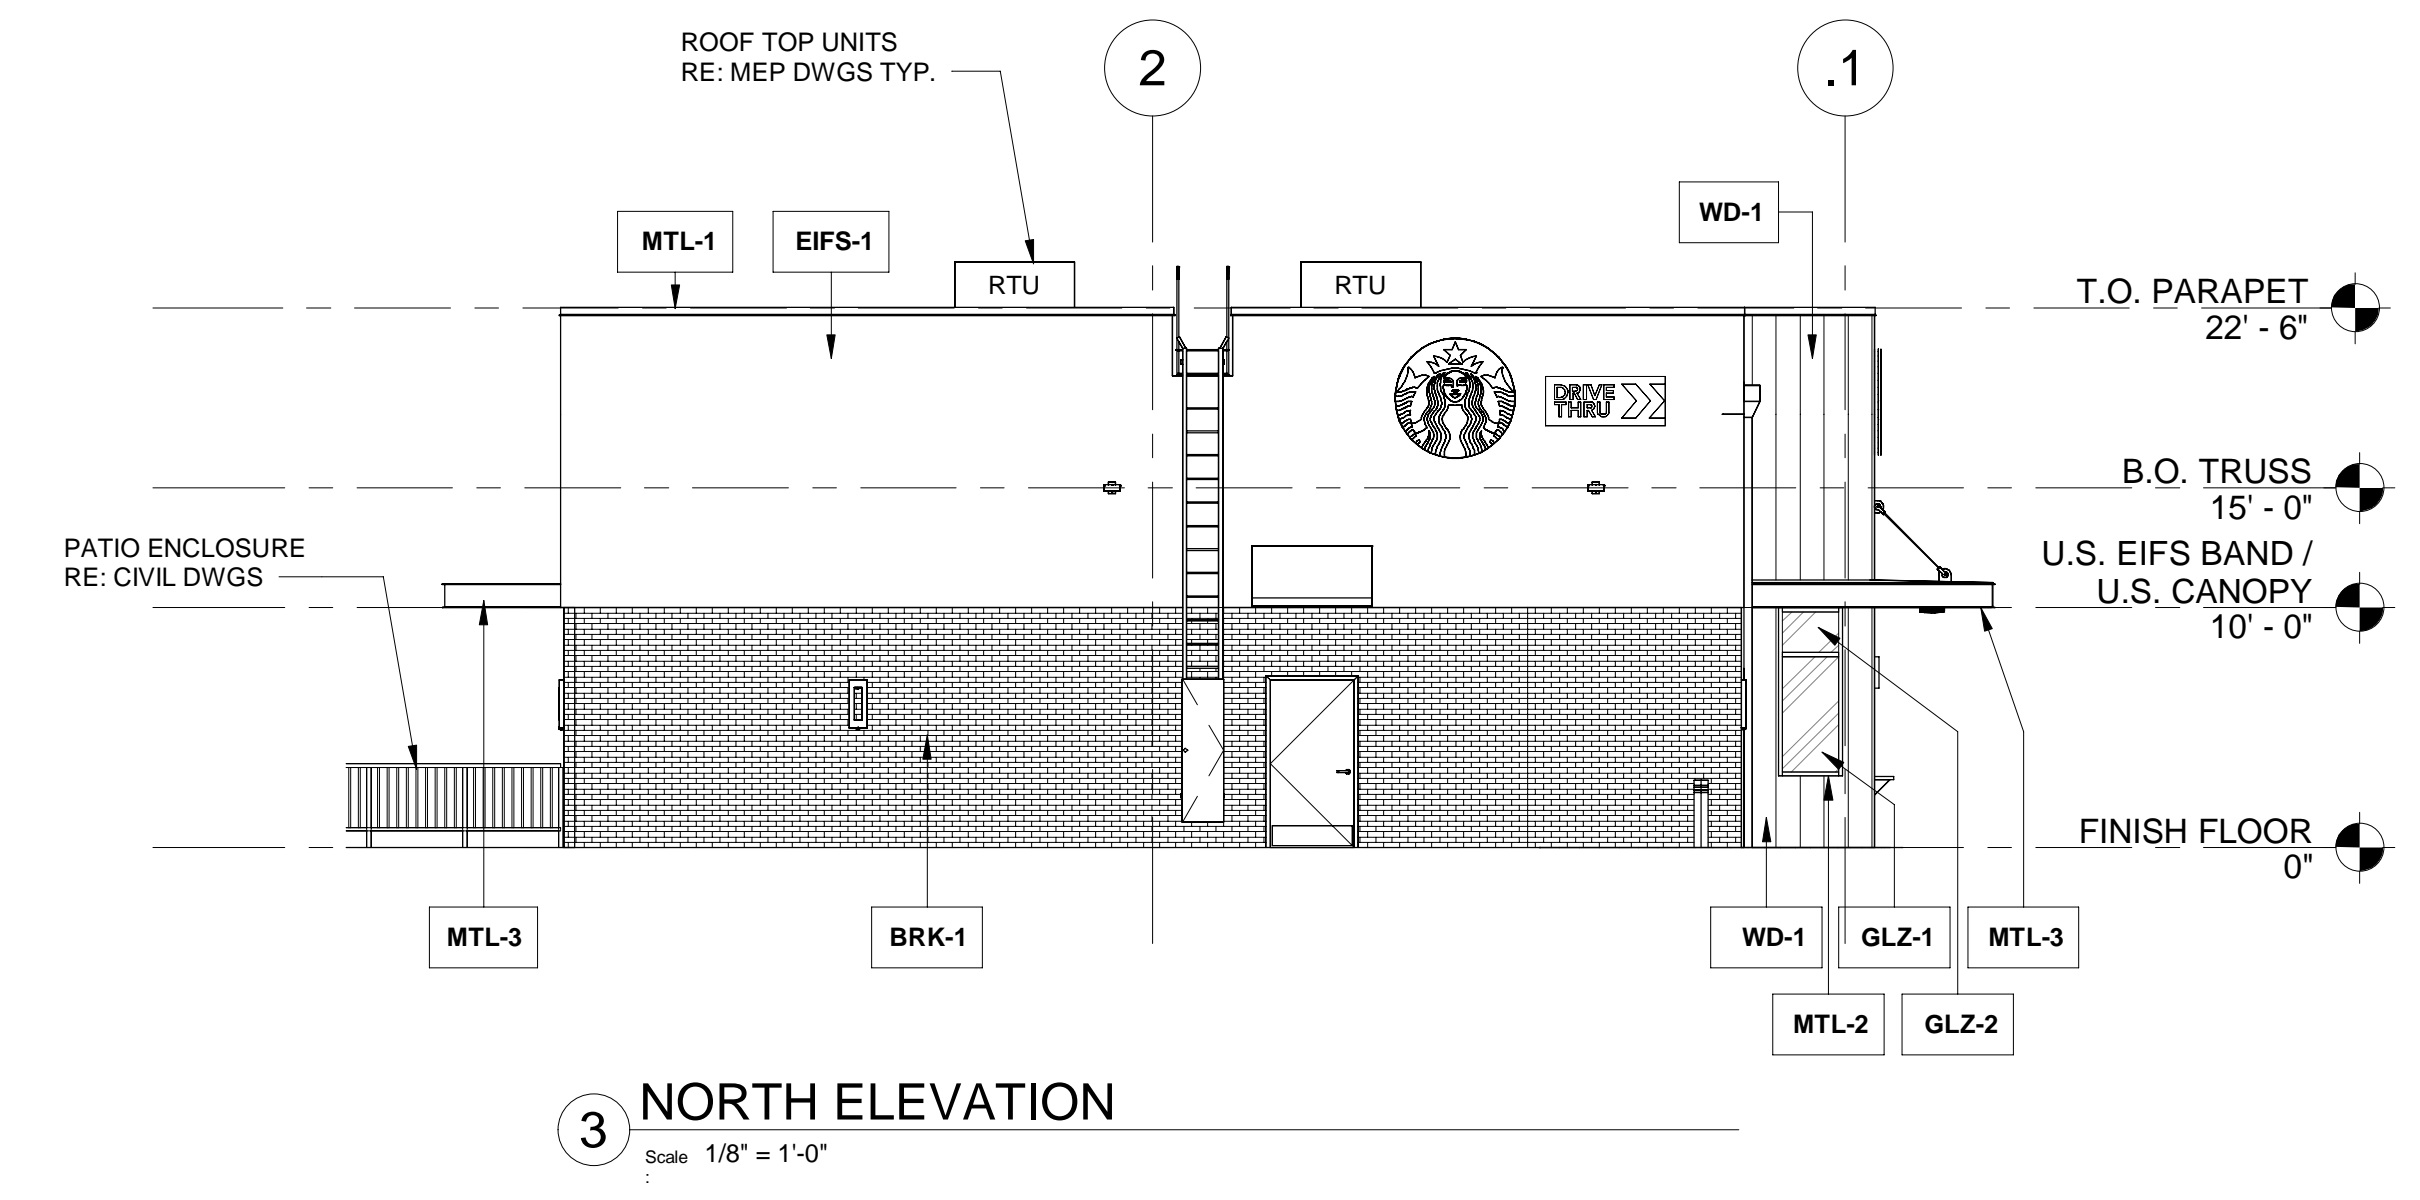 ROOF TOP UNITS
RE: MEP DWGS TYP.
2
.1
WD-1
MTL-1
EIFS-1
RTU
RTU
T.O. PARAPET
22' - 6"
DRIVE
THRU
B.O. TRUSS
15' - 0"
PATIO ENCLOSURE
RE: CIVIL DWGS
U.S. EIFS BAND /
U.S. CANOPY
10' - 0"
FINISH FLOOR
0"
MTL-3
BRK-1
WD-1
GLZ-1
MTL-3
MTL-2
GLZ-2
3
NORTH ELEVATION
Scale 1/8" = 1'-0"
: